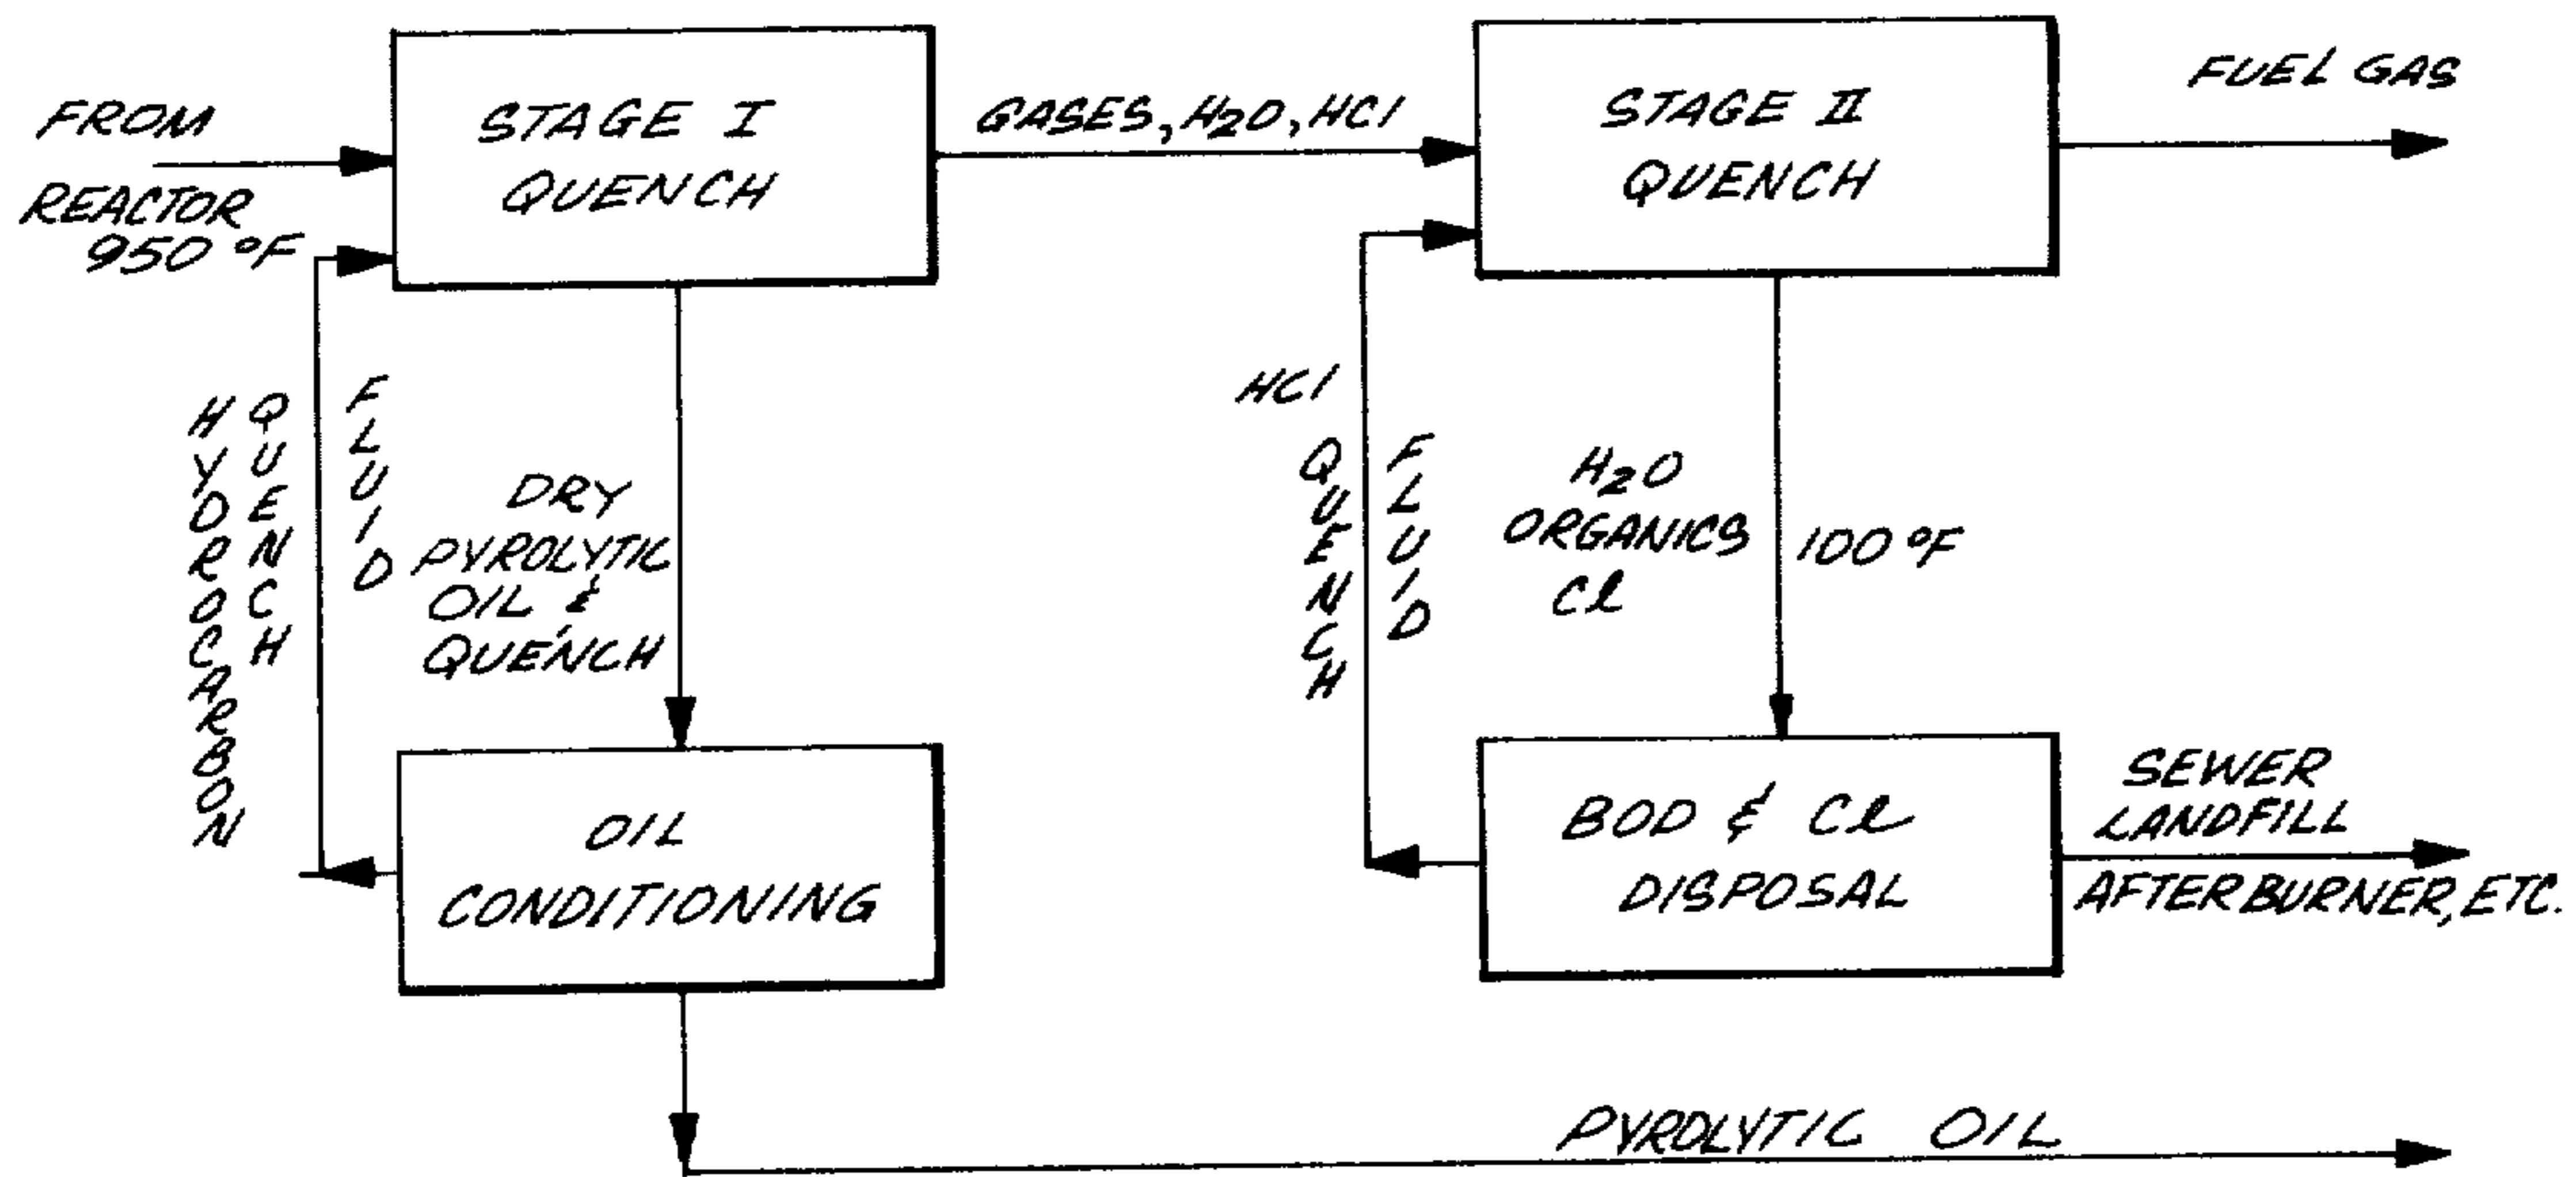 FROM
REACTOR
950 °F
STAGE I
QUENCH
GASES, H2O, HCl
STAGE II
QUENCH
FUEL GAS
HYDROCARBON
QUENCH
FLUID
DRY
PYROLYTIC
OIL &
QUENCH
HCl
QUENCH
FLUID
H2O
ORGANICS
Cl
100 °F
OIL
CONDITIONING
BOD & Cl
DISPOSAL
SEWER
LANDFILL
AFTERBURNER, ETC.
PYROLYTIC OIL